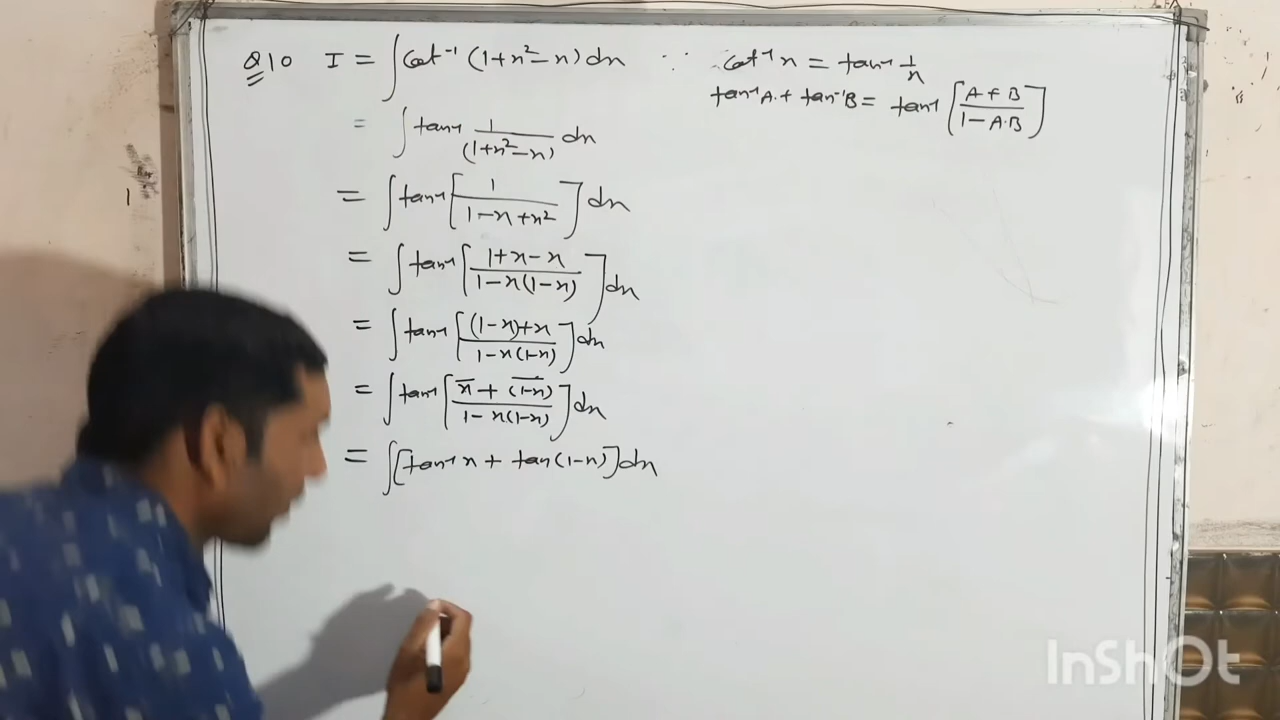 Q10 I = ∫ Cot⁻¹ (1+x²−x) dx ∵ Cot⁻¹ x = tan⁻¹ 1/x
tan⁻¹A + tan⁻¹B = tan⁻¹ [(A+B)/(1−A·B)]
= ∫ tan⁻¹ 1/(1+x²−x) dx
= ∫ tan⁻¹ [1/(1−x+x²)] dx
= ∫ tan⁻¹ [(1+x−x)/(1−x(1−x))] dx
= ∫ tan⁻¹ [((1−x)+x)/(1−x(1−x))] dx
= ∫ tan⁻¹ [(x + (1−x))/(1−x(1−x))] dx
= ∫ [tan⁻¹ x + tan(1−x)] dx
InShOt